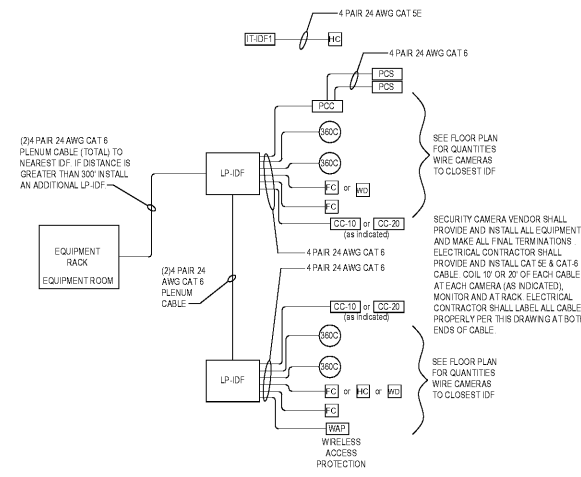 4 PAIR 24 AWG CAT 5E
IT-IDF1
HC
4 PAIR 24 AWG CAT 6
PCS
PCS
PCC
360C
360C
FC or WD
FC
CC-10 or CC-20
(as indicated)
LP-IDF
SEE FLOOR PLAN
FOR QUANTITIES
WIRE CAMERAS
TO CLOSEST IDF
(2)4 PAIR 24 AWG CAT 6
PLENUM CABLE (TOTAL) TO
NEAREST IDF. IF DISTANCE IS
GREATER THAN 300' INSTALL
AN ADDITIONAL LP-IDF
EQUIPMENT
RACK
EQUIPMENT ROOM
(2)4 PAIR 24
AWG CAT 6
PLENUM
CABLE
4 PAIR 24 AWG CAT 6
4 PAIR 24 AWG CAT 6
SECURITY CAMERA VENDOR SHALL
PROVIDE AND INSTALL ALL EQUIPMENT
AND MAKE ALL FINAL TERMINATIONS .
ELECTRICAL CONTRACTOR SHALL
PROVIDE AND INSTALL CAT 5E & CAT-6
CABLE. COIL 10' OR 20' OF EACH CABLE
AT EACH CAMERA (AS INDICATED),
MONITOR AND AT RACK. ELECTRICAL
CONTRACTOR SHALL LABEL ALL CABLE
PROPERLY PER THIS DRAWING AT BOTH
ENDS OF CABLE.
CC-10 or CC-20
(as indicated)
360C
360C
LP-IDF
FC or HC or WD
FC
WAP
WIRELESS
ACCESS
PROTECTION
SEE FLOOR PLAN
FOR QUANTITIES
WIRE CAMERAS
TO CLOSEST IDF